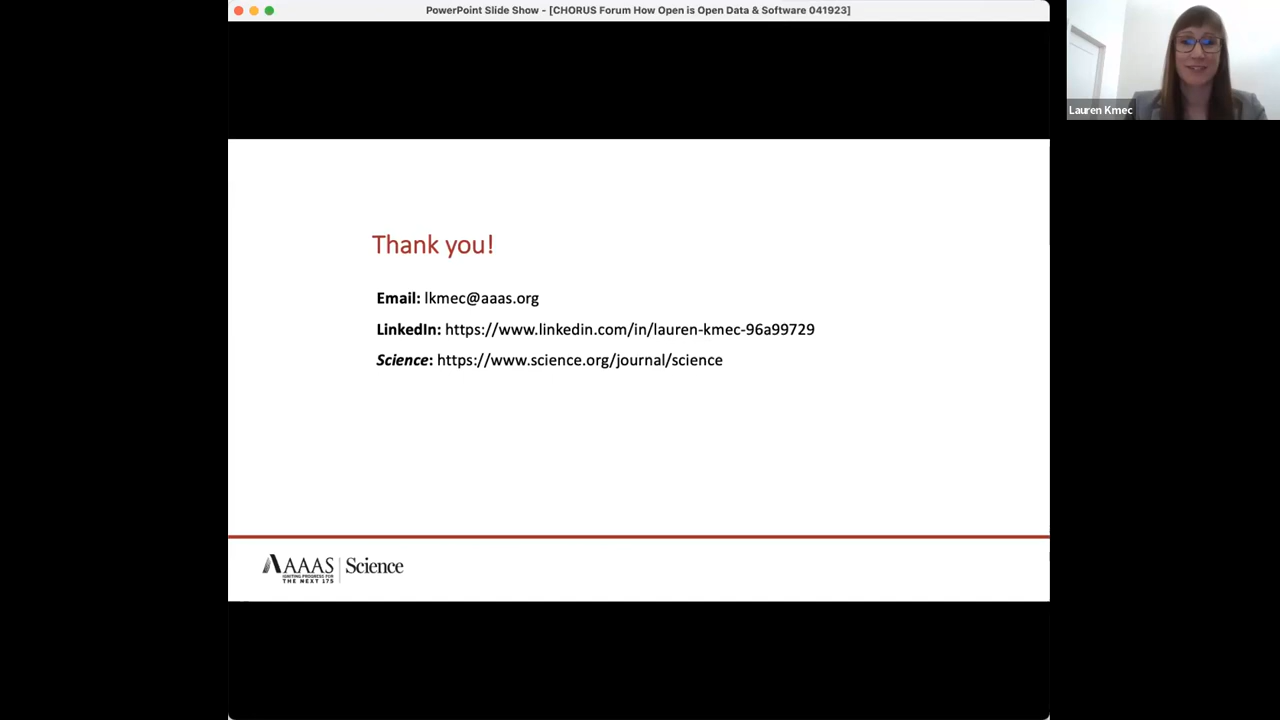 PowerPoint Slide Show - [CHORUS Forum How Open is Open Data & Software 041923]
Lauren Kmec
Thank you!
Email: lkmec@aaas.org
LinkedIn: https://www.linkedin.com/in/lauren-kmec-96a99729
Science: https://www.science.org/journal/science
AAAS | Science
IGNITING PROGRESS FOR
THE NEXT 175